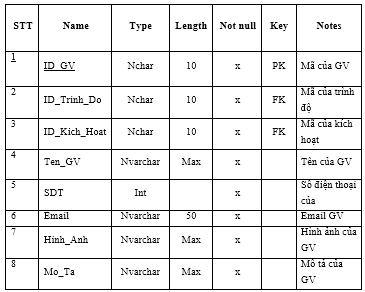 STT Name Type Length Not null Key Notes
1 ID_GV Nchar 10 x PK Mã của GV
2 ID_Trinh_Do Nchar 10 x FK Mã của trình độ
3 ID_Kich_Hoat Nchar 10 x FK Mã của kích hoạt
4 Ten_GV Nvarchar Max x Tên của GV
5 SDT Int x Số điện thoại của
6 Email Nvarchar 50 x Email GV
7 Hinh_Anh Nvarchar Max x Hình ảnh của GV
8 Mo_Ta Nvarchar Max x Mô tả của GV